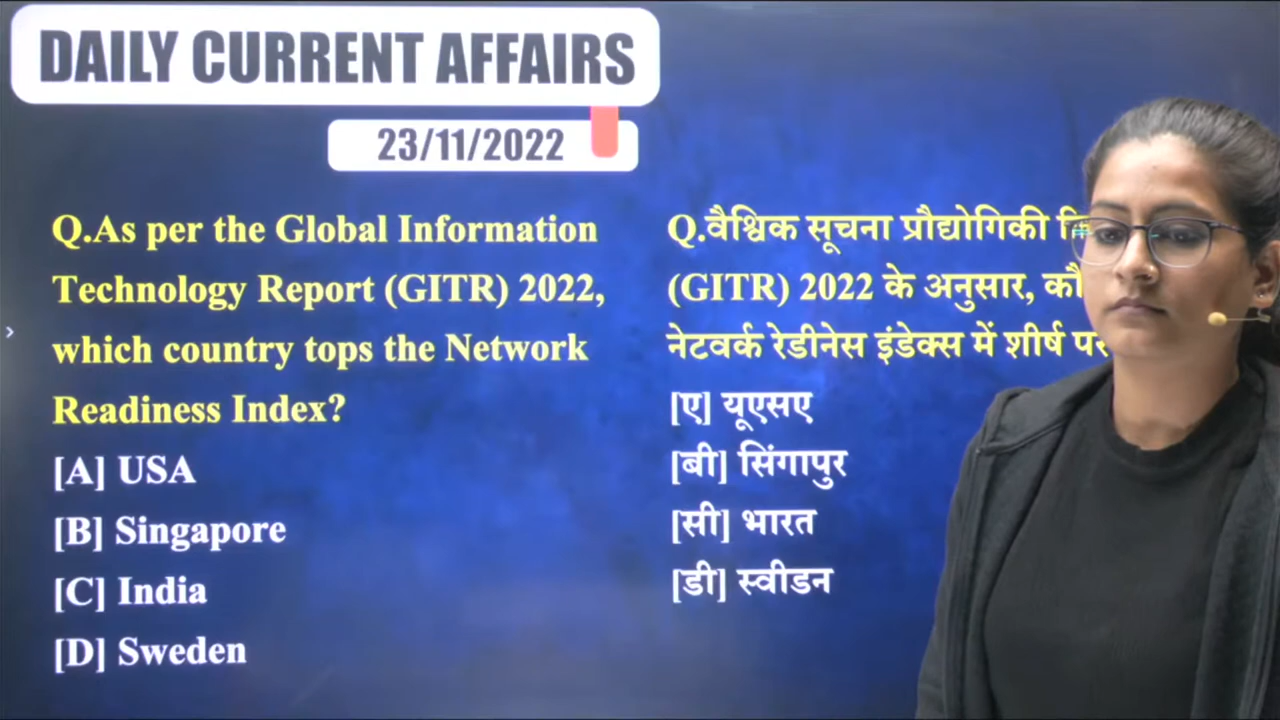 DAILY CURRENT AFFAIRS
23/11/2022
Q.As per the Global Information
Technology Report (GITR) 2022,
which country tops the Network
Readiness Index?
[A] USA
[B] Singapore
[C] India
[D] Sweden
Q.वैश्विक सूचना प्रौद्योगिकी
(GITR) 2022 के अनुसार,
नेटवर्क रेडीनेस इंडेक्स में शीर्ष पर
[ए] यूएसए
[बी] सिंगापुर
[सी] भारत
[डी] स्वीडन